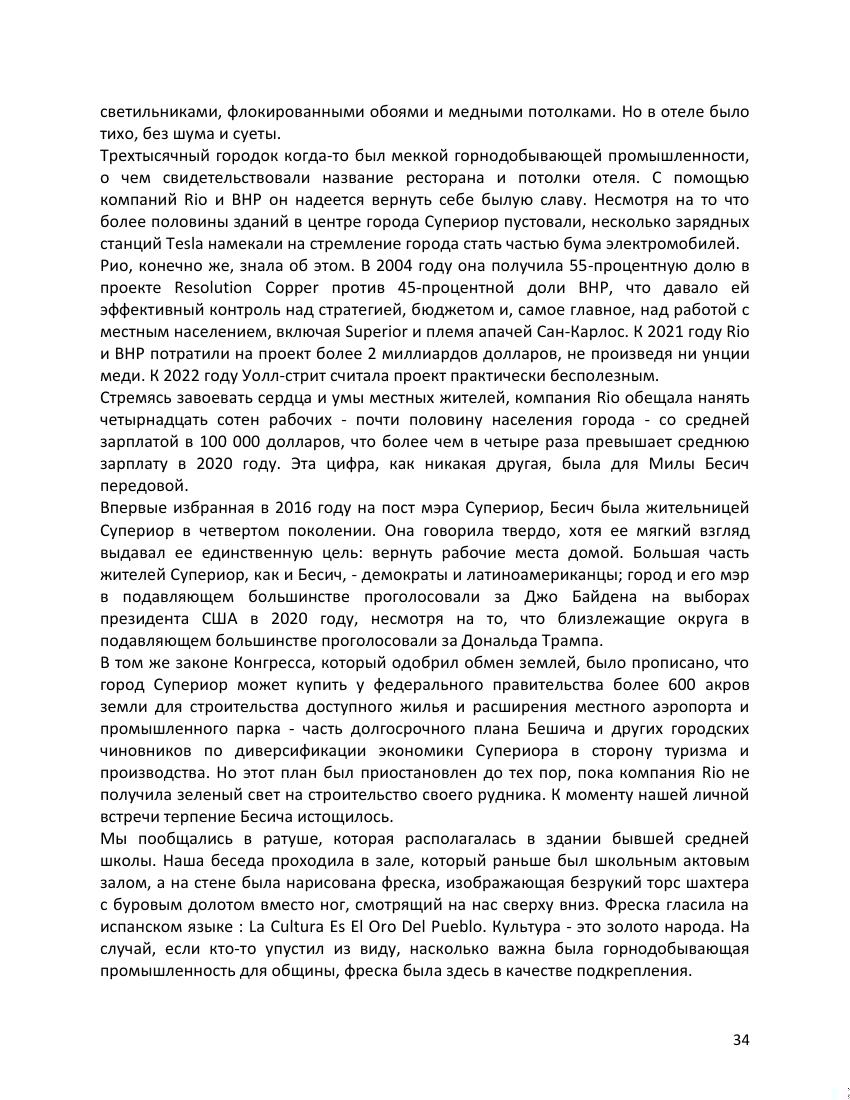 светильниками, флокированными обоями и медными потолками. Но в отеле было
тихо, без шума и суеты.
Трехтысячный городок когда-то был меккой горнодобывающей промышленности,
о чем свидетельствовали название ресторана и потолки отеля. С помощью
компаний Rio и BHP он надеется вернуть себе былую славу. Несмотря на то что
более половины зданий в центре города Супериор пустовали, несколько зарядных
станций Tesla намекали на стремление города стать частью бума электромобилей.
Рио, конечно же, знала об этом. В 2004 году она получила 55-процентную долю в
проекте Resolution Copper против 45-процентной доли BHP, что давало ей
эффективный контроль над стратегией, бюджетом и, самое главное, над работой с
местным населением, включая Superior и племя апачей Сан-Карлос. К 2021 году Rio
и BHP потратили на проект более 2 миллиардов долларов, не произведя ни унции
меди. К 2022 году Уолл-стрит считала проект практически бесполезным.
Стремясь завоевать сердца и умы местных жителей, компания Rio обещала нанять
четырнадцать сотен рабочих - почти половину населения города - со средней
зарплатой в 100 000 долларов, что более чем в четыре раза превышает среднюю
зарплату в 2020 году. Эта цифра, как никакая другая, была для Милы Бесич
передовой.
Впервые избранная в 2016 году на пост мэра Супериор, Бесич была жительницей
Супериор в четвертом поколении. Она говорила твердо, хотя ее мягкий взгляд
выдавал ее единственную цель: вернуть рабочие места домой. Большая часть
жителей Супериор, как и Бесич, - демократы и латиноамериканцы; город и его мэр
в подавляющем большинстве проголосовали за Джо Байдена на выборах
президента США в 2020 году, несмотря на то, что близлежащие округа в
подавляющем большинстве проголосовали за Дональда Трампа.
В том же законе Конгресса, который одобрил обмен землей, было прописано, что
город Супериор может купить у федерального правительства более 600 акров
земли для строительства доступного жилья и расширения местного аэропорта и
промышленного парка - часть долгосрочного плана Бешича и других городских
чиновников по диверсификации экономики Супериора в сторону туризма и
производства. Но этот план был приостановлен до тех пор, пока компания Rio не
получила зеленый свет на строительство своего рудника. К моменту нашей личной
встречи терпение Бесича истощилось.
Мы пообщались в ратуше, которая располагалась в здании бывшей средней
школы. Наша беседа проходила в зале, который раньше был школьным актовым
залом, а на стене была нарисована фреска, изображающая безрукий торс шахтера
с буровым долотом вместо ног, смотрящий на нас сверху вниз. Фреска гласила на
испанском языке : La Cultura Es El Oro Del Pueblo. Культура - это золото народа. На
случай, если кто-то упустил из виду, насколько важна была горнодобывающая
промышленность для общины, фреска была здесь в качестве подкрепления.
34